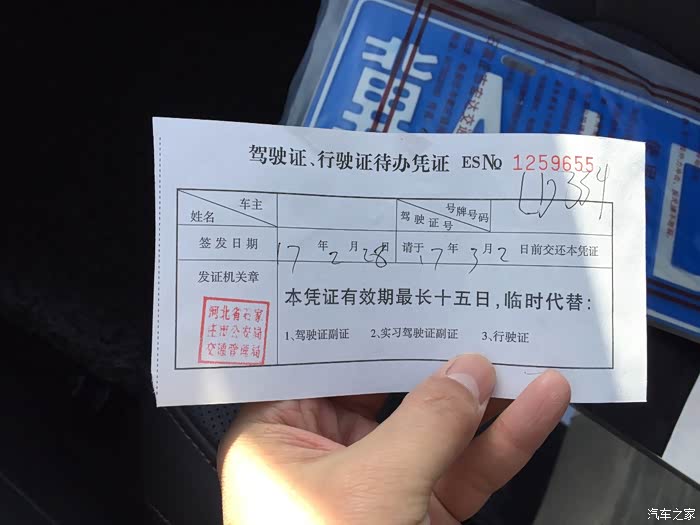 驾驶证、行驶证待办凭证 ES№ 1259655
车主
姓名
号牌号码
驾驶证号
签发日期 17 年 2 月 28 日 请于 17 年 3 月 2 日前交还本凭证
发证机关章
河北省石家
庄市公安局
交通管理局
本凭证有效期最长十五日,临时代替:
1、驾驶证副证 2、实习驾驶证副证 3、行驶证
汽车之家